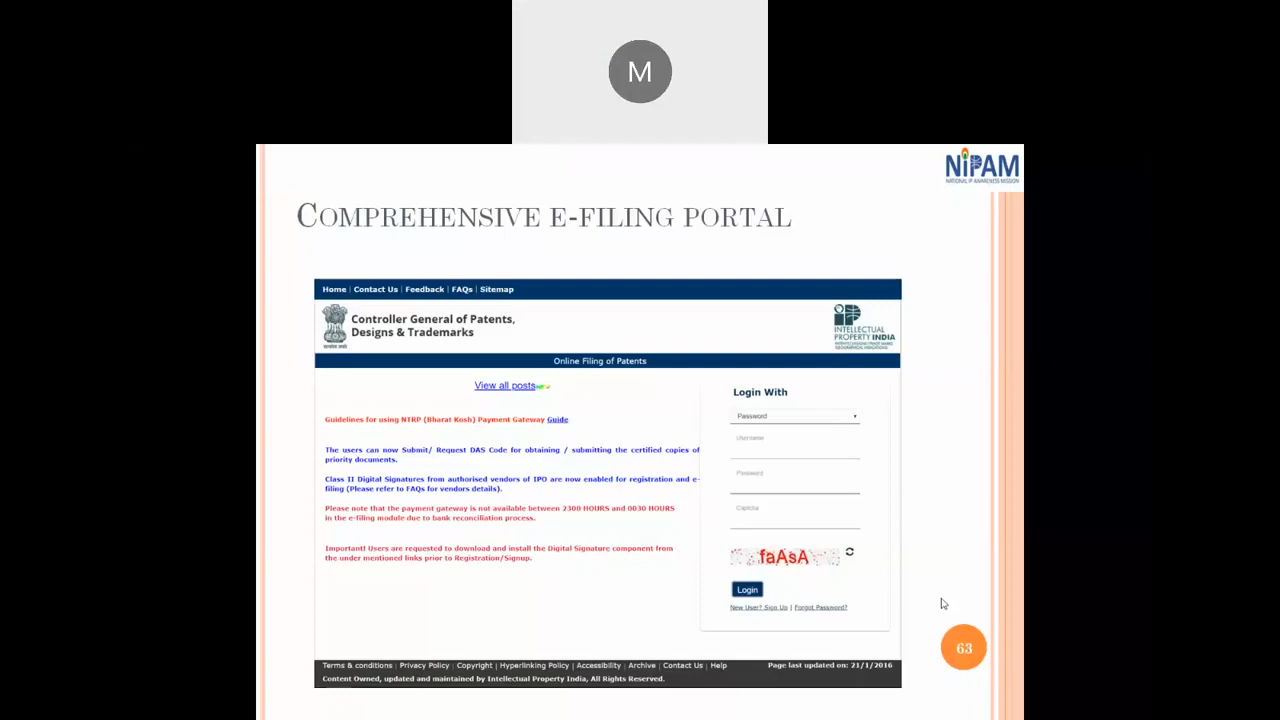 M
NiPAM
NATIONAL IP AWARENESS MISSION
COMPREHENSIVE E-FILING PORTAL
Home | Contact Us | Feedback | FAQs | Sitemap
Controller General of Patents,
Designs & Trademarks
सत्यमेव जयते
INTELLECTUAL
PROPERTY INDIA
Online Filing of Patents
View all posts
Guidelines for using NTRP (Bharat Kosh) Payment Gateway Guide
The users can now Submit/ Request DAS Code for obtaining / submitting the certified copies of
priority documents.
Class II Digital Signatures from authorised vendors of IPO are now enabled for registration and e-
filing (Please refer to FAQs for vendors details).
Please note that the payment gateway is not available between 2300 HOURS and 0030 HOURS
in the e-filing module due to bank reconciliation process.
Important! Users are requested to download and install the Digital Signature component from
the under mentioned links prior to Registration/Signup.
Login With
Password
Username
Password
Captcha
faAsA
Login
New User? Sign Up | Forgot Password?
63
Terms & conditions | Privacy Policy | Copyright | Hyperlinking Policy | Accessibility | Archive | Contact Us | Help
Page last updated on: 21/1/2016
Content Owned, updated and maintained by Intellectual Property India, All Rights Reserved.